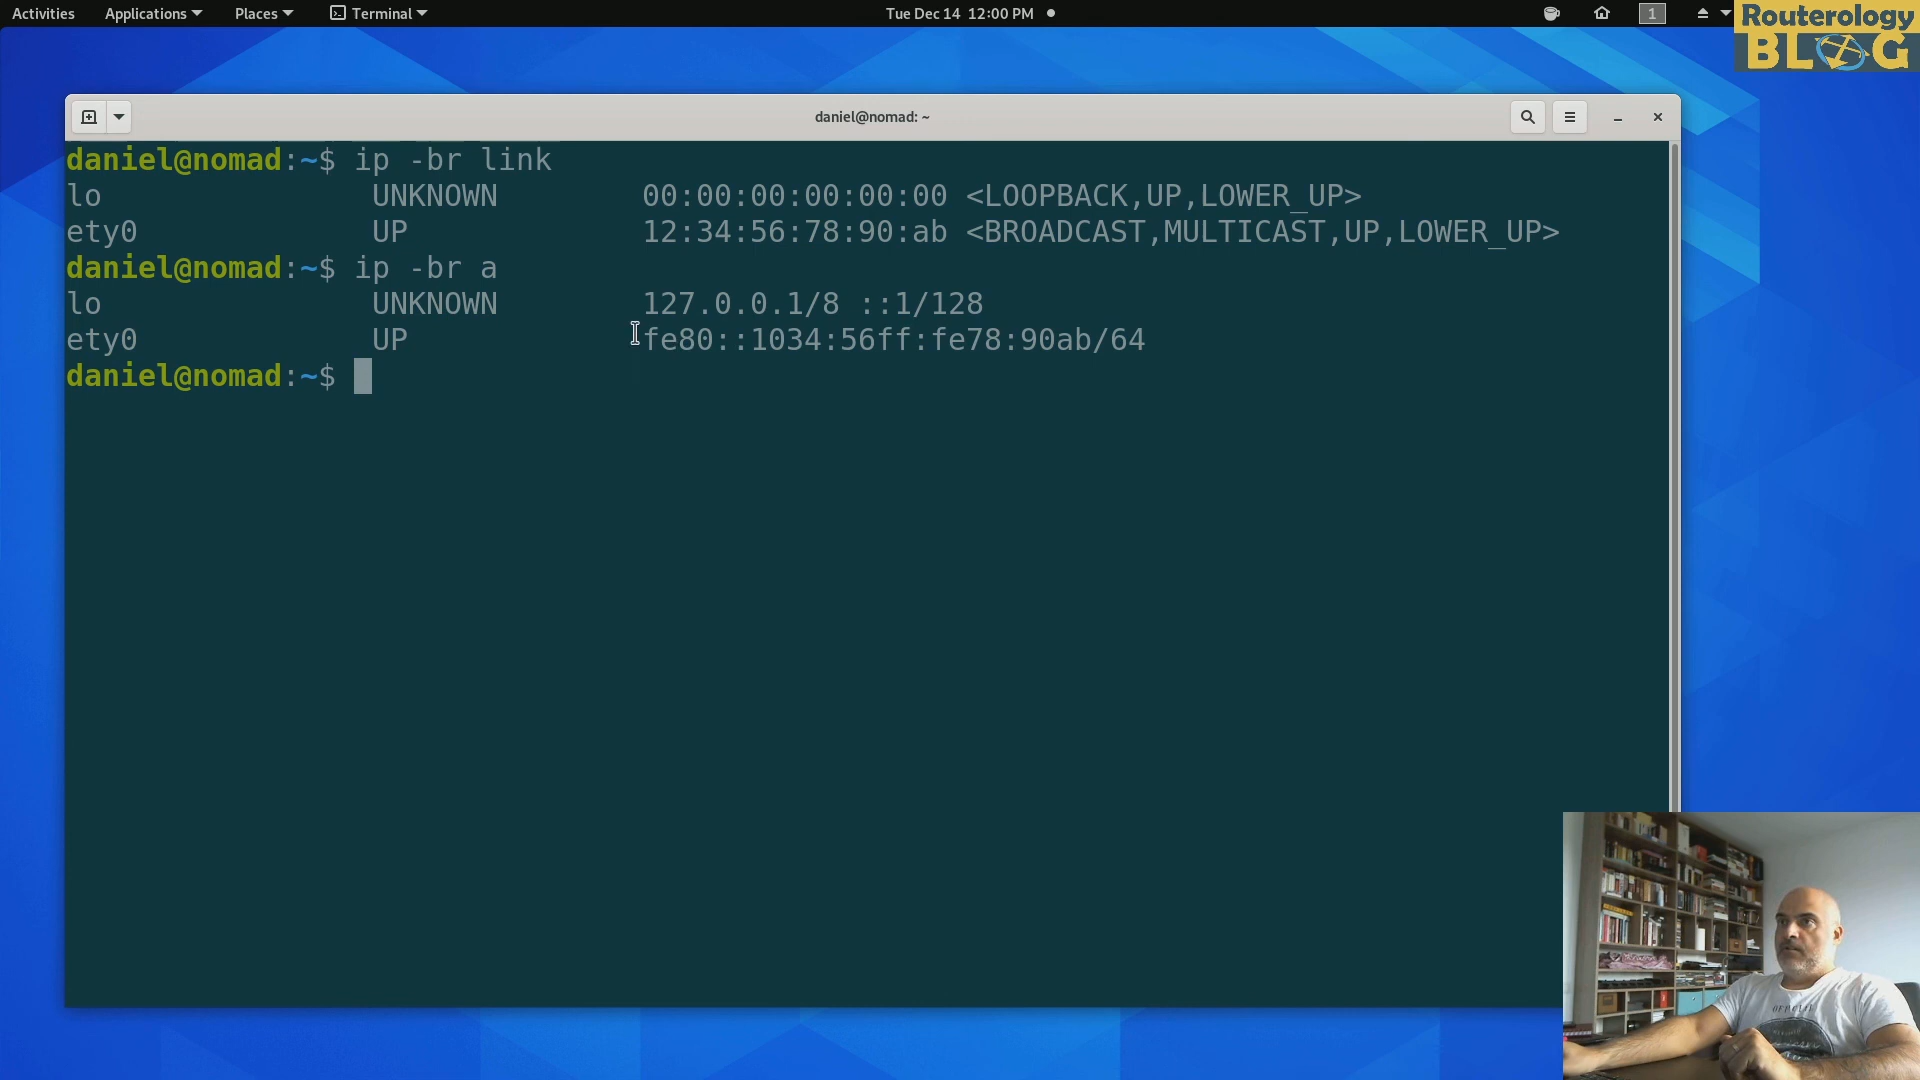 Activities Applications Places Terminal Tue Dec 14 12:00 PM 1
Routerology
BLOG
daniel@nomad: ~
daniel@nomad:~$ ip -br link
lo UNKNOWN 00:00:00:00:00:00 <LOOPBACK,UP,LOWER_UP>
ety0 UP 12:34:56:78:90:ab <BROADCAST,MULTICAST,UP,LOWER_UP>
daniel@nomad:~$ ip -br a
lo UNKNOWN 127.0.0.1/8 ::1/128
ety0 UP fe80::1034:56ff:fe78:90ab/64
daniel@nomad:~$